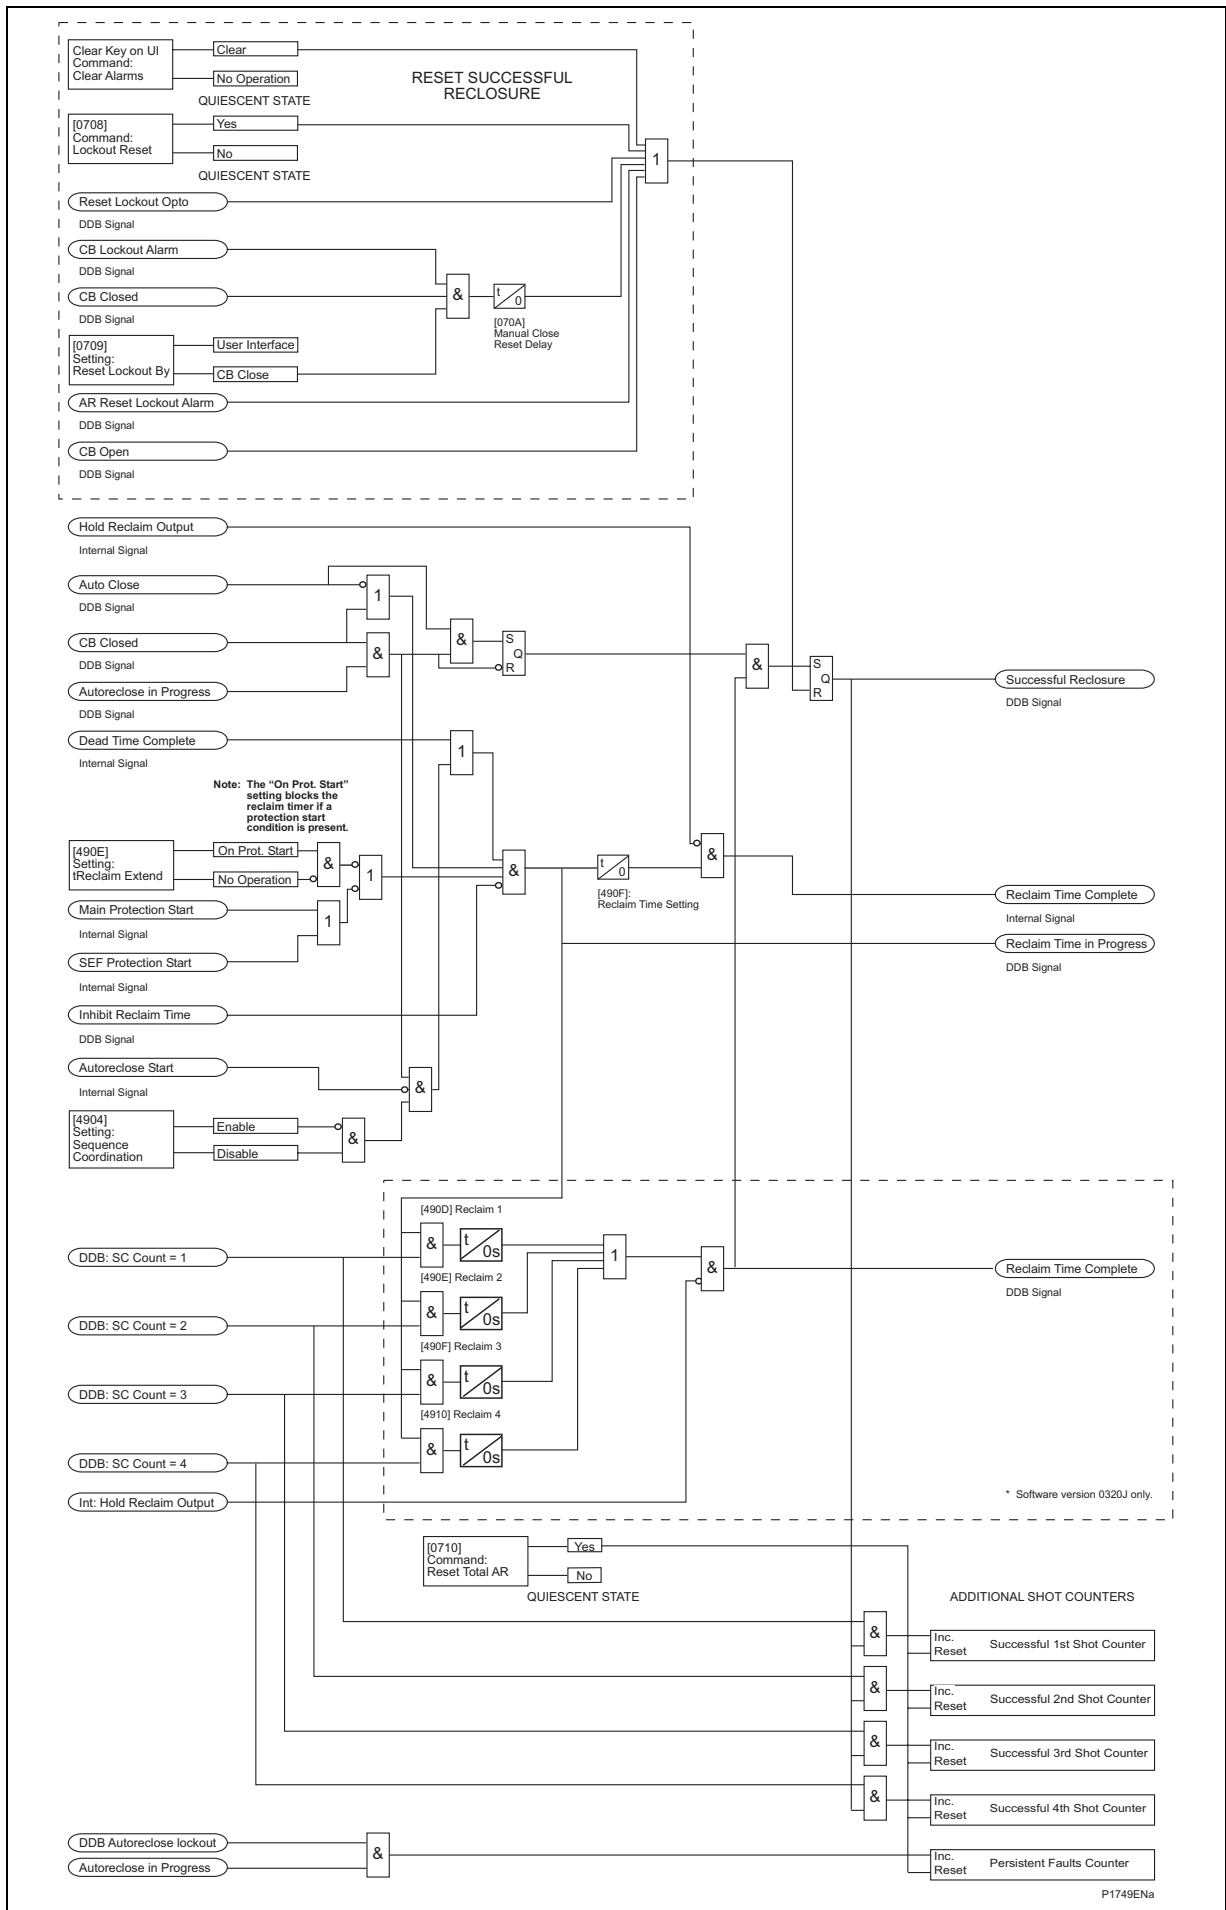 Clear Key on UI
Command:
Clear Alarms
Clear
No Operation
QUIESCENT STATE
RESET SUCCESSFUL
RECLOSURE
[0708]
Command:
Lockout Reset
Yes
No
QUIESCENT STATE
1
Reset Lockout Opto
DDB Signal
CB Lockout Alarm
DDB Signal
CB Closed
DDB Signal
&
t
0
[070A]
Manual Close
Reset Delay
[0709]
Setting:
Reset Lockout By
User Interface
CB Close
AR Reset Lockout Alarm
DDB Signal
CB Open
DDB Signal
Hold Reclaim Output
Internal Signal
Auto Close
DDB Signal
1
CB Closed
DDB Signal
&
&
S
Q
R
&
S
Q
R
Successful Reclosure
DDB Signal
Autoreclose in Progress
DDB Signal
Dead Time Complete
Internal Signal
1
Note: The “On Prot. Start”
setting blocks the
reclaim timer if a
protection start
condition is present.
[490E]
Setting:
tReclaim Extend
On Prot. Start
No Operation
&
1
&
t
0
[490F]:
Reclaim Time Setting
&
Reclaim Time Complete
Internal Signal
Main Protection Start
Internal Signal
1
Reclaim Time in Progress
DDB Signal
SEF Protection Start
Internal Signal
Inhibit Reclaim Time
DDB Signal
Autoreclose Start
Internal Signal
&
[4904]
Setting:
Sequence
Coordination
Enable
Disable
&
[490D] Reclaim 1
DDB: SC Count = 1
&
t
0s
1
&
Reclaim Time Complete
DDB Signal
[490E] Reclaim 2
DDB: SC Count = 2
&
t
0s
[490F] Reclaim 3
DDB: SC Count = 3
&
t
0s
[4910] Reclaim 4
DDB: SC Count = 4
&
t
0s
Int: Hold Reclaim Output
* Software version 0320J only.
[0710]
Command:
Reset Total AR
Yes
No
QUIESCENT STATE
ADDITIONAL SHOT COUNTERS
&
Inc.
Reset
Successful 1st Shot Counter
&
Inc.
Reset
Successful 2nd Shot Counter
&
Inc.
Reset
Successful 3rd Shot Counter
&
Inc.
Reset
Successful 4th Shot Counter
DDB Autoreclose lockout
Autoreclose in Progress
&
Inc.
Reset
Persistent Faults Counter
P1749ENa